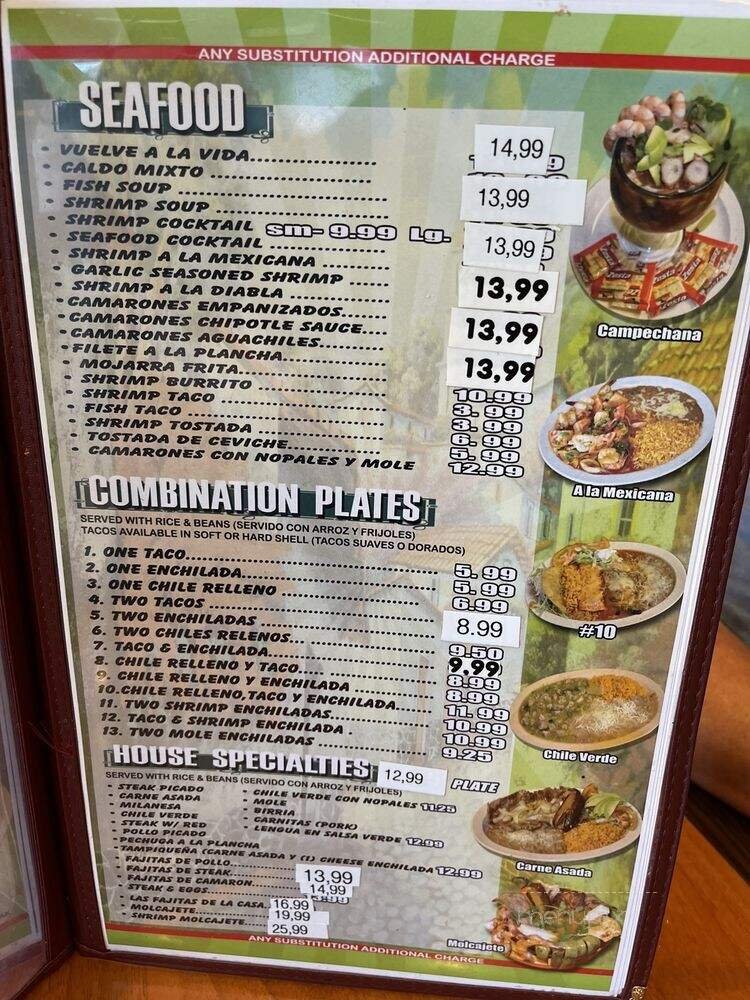 ANY SUBSTITUTION ADDITIONAL CHARGE
SEAFOOD
• VUELVE A LA VIDA 14,99
• CALDO MIXTO
• FISH SOUP 13,99
• SHRIMP SOUP
• SHRIMP COCKTAIL sm- 9.99 Lg.
• SEAFOOD COCKTAIL 13,99
• SHRIMP A LA MEXICANA
• GARLIC SEASONED SHRIMP 13,99
• SHRIMP A LA DIABLA
• CAMARONES EMPANIZADOS
• CAMARONES CHIPOTLE SAUCE 13,99
• CAMARONES AGUACHILES
• FILETE A LA PLANCHA 13,99
• MOJARRA FRITA
• SHRIMP BURRITO 10.99
• SHRIMP TACO 3.99
• FISH TACO 3.99
• SHRIMP TOSTADA 6.99
• TOSTADA DE CEVICHE 5.99
• CAMARONES CON NOPALES Y MOLE 12.99
Campechana
A la Mexicana
COMBINATION PLATES
SERVED WITH RICE & BEANS (SERVIDO CON ARROZ Y FRIJOLES)
TACOS AVAILABLE IN SOFT OR HARD SHELL (TACOS SUAVES O DORADOS)
1. ONE TACO 5.99
2. ONE ENCHILADA 5.99
3. ONE CHILE RELLENO 6.99
4. TWO TACOS 8.99
5. TWO ENCHILADAS
6. TWO CHILES RELENOS 9.50
7. TACO & ENCHILADA 9,99
8. CHILE RELLENO Y TACO 8.99
9. CHILE RELLENO Y ENCHILADA 8.99
10.CHILE RELLENO,TACO Y ENCHILADA 11.99
11. TWO SHRIMP ENCHILADAS 10.99
12. TACO & SHRIMP ENCHILADA 10.99
13. TWO MOLE ENCHILADAS 9.25
#10
Chile Verde
HOUSE SPECIALTIES 12,99 PLATE
SERVED WITH RICE & BEANS (SERVIDO CON ARROZ Y FRIJOLES)
• STEAK PICADO
• CARNE ASADA
• MILANESA
• CHILE VERDE
• STEAK W/ RED
• POLLO PICADO
• PECHUGA A LA PLANCHA
• CHILE VERDE CON NOPALES 11.25
• MOLE
• BIRRIA
• CARNITAS (PORK)
• LENGUA EN SALSA VERDE 12.99
• TAMPIQUEÑA (CARNE ASADA Y (1) CHEESE ENCHILADA 12.99
• FAJITAS DE POLLO
• FAJITAS DE STEAK 13,99
• FAJITAS DE CAMARON 14,99
• STEAK & EGGS
• LAS FAJITAS DE LA CASA 16.99
• MOLCAJETE 19,99
• SHRIMP MOLCAJETE 25,99
Carne Asada
Molcajete
ANY SUBSTITUTION ADDITIONAL CHARGE